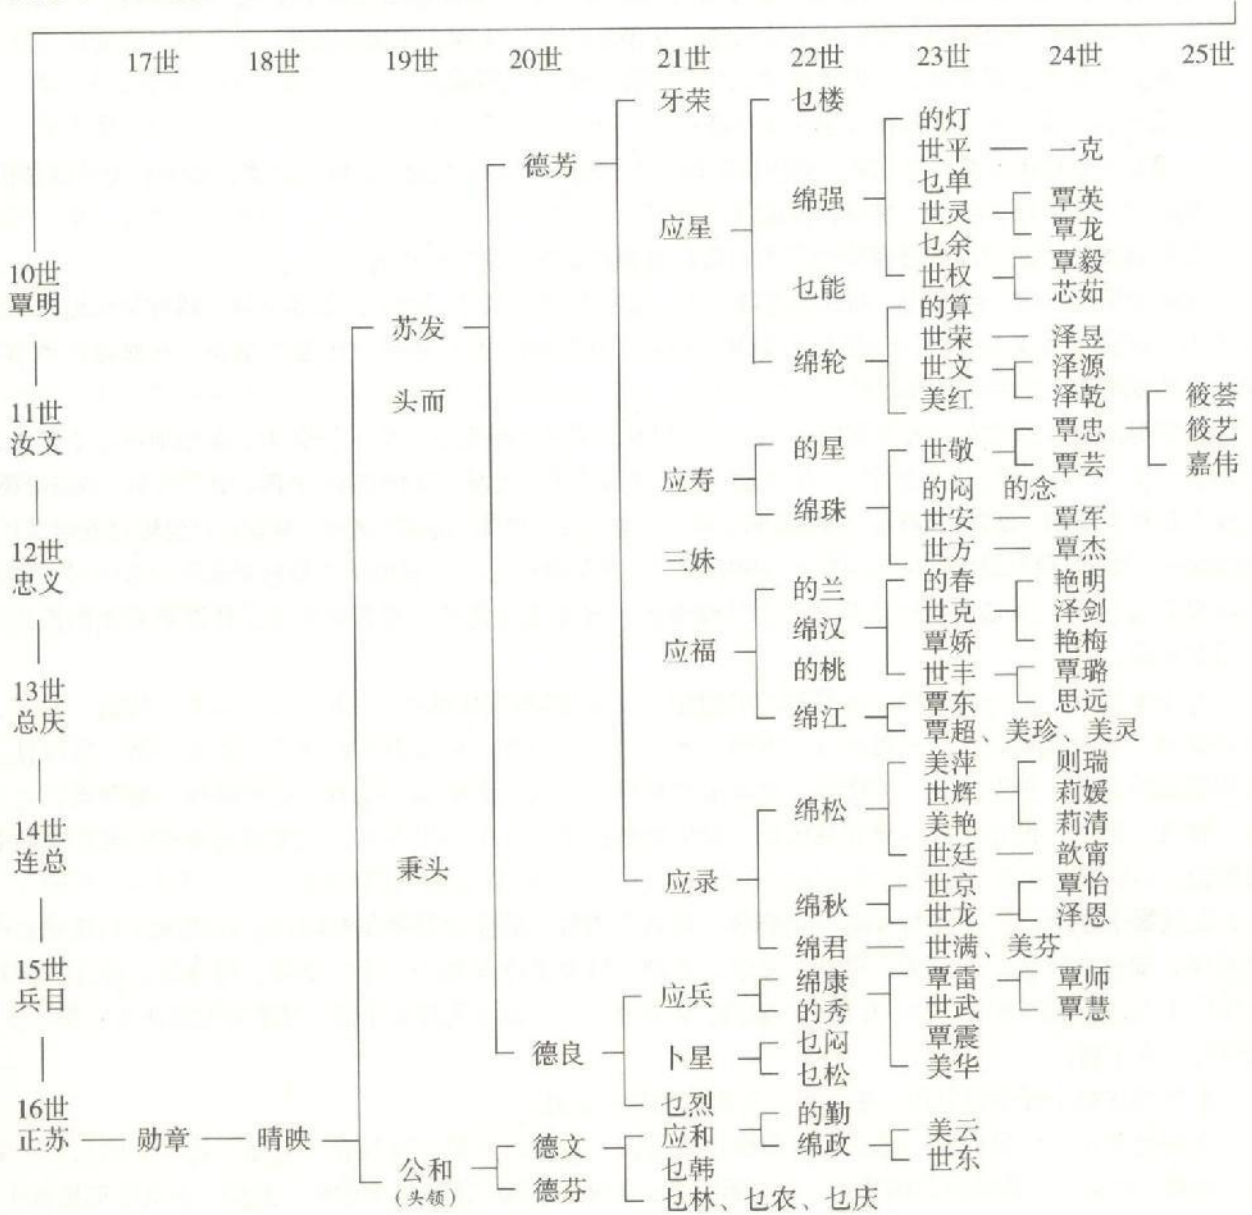 17世 18世 19世 20世 21世 22世 23世 24世 25世
牙荣 乜楼
的灯
德芳 世平 一克
乜单
绵强 覃英
应星 世灵
覃龙
乜余
覃毅
10世 乜能 世权
覃明 芯茹
的算
苏发 世荣 泽昱
绵轮 世文 泽源
头而 美红 泽乾 筱荟
11世
汝文 的星 世敬 覃忠 筱艺
覃芸 嘉伟
应寿 的闷 的念
绵珠 世安 覃军
12世 三妹 世方 覃杰
忠义 的兰 的春 艳明
世克 泽剑
绵汉 覃娇 艳梅
应福
的桃 世丰 覃璐
13世 覃东 思远
总庆 绵江
覃超、美珍、美灵
美萍 则瑞
绵松 世辉 莉媛
14世 美艳 莉清
连总 秉头 世廷 歆甯
应录 世京 覃怡
绵秋
世龙 泽恩
绵君 世满、美芬
15世 绵康 覃雷 覃师
兵目 应兵
的秀 世武 覃慧
乜闷 覃震
德良 卜星
乜松 美华
16世 乜烈
的勤
正苏 勋章 晴映 德文 应和 美云
绵政
公和 乜韩 世东
(头领) 德芬
乜林、乜农、乜庆